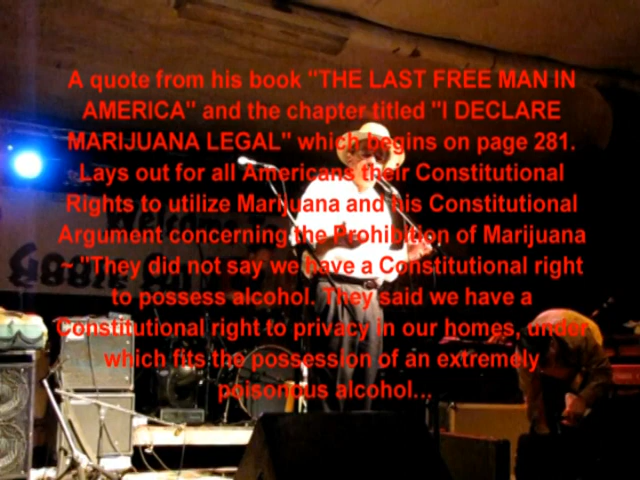 A quote from his book "THE LAST FREE MAN IN
AMERICA" and the chapter titled "I DECLARE
MARIJUANA LEGAL" which begins on page 281.
Lays out for all Americans their Constitutional
Rights to utilize Marijuana and his Constitutional
Argument concerning the Prohibition of Marijuana
~ "They did not say we have a Constitutional right
to possess alcohol. They said we have a
Constitutional right to privacy in our homes, under
which fits the possession of an extremely
poisonous alcohol...